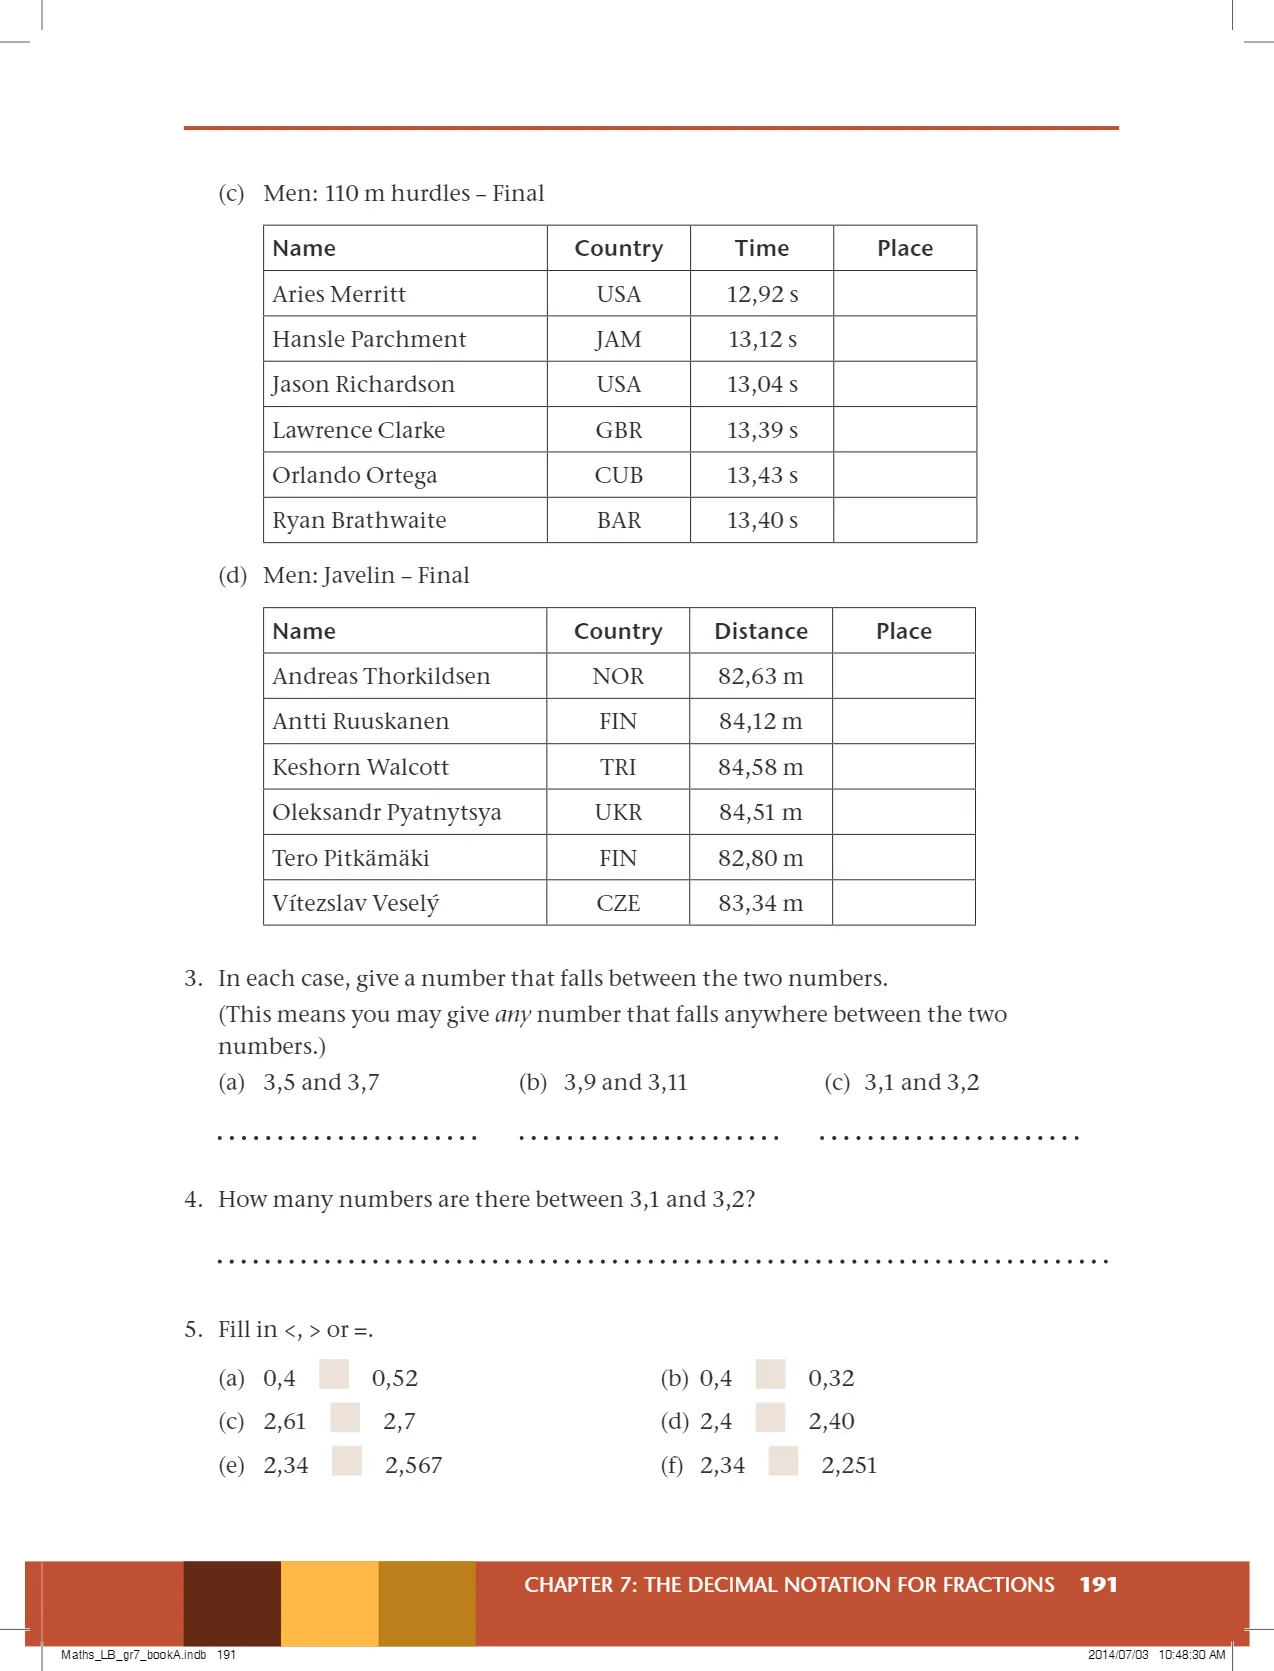 (c) Men: 110 m hurdles – Final
Name Country Time Place
Aries Merritt USA 12,92 s
Hansle Parchment JAM 13,12 s
Jason Richardson USA 13,04 s
Lawrence Clarke GBR 13,39 s
Orlando Ortega CUB 13,43 s
Ryan Brathwaite BAR 13,40 s
(d) Men: Javelin – Final
Name Country Distance Place
Andreas Thorkildsen NOR 82,63 m
Antti Ruuskanen FIN 84,12 m
Keshorn Walcott TRI 84,58 m
Oleksandr Pyatnytsya UKR 84,51 m
Tero Pitkämäki FIN 82,80 m
Vítezslav Veselý CZE 83,34 m
3. In each case, give a number that falls between the two numbers.
(This means you may give any number that falls anywhere between the two
numbers.)
(a) 3,5 and 3,7 (b) 3,9 and 3,11 (c) 3,1 and 3,2
4. How many numbers are there between 3,1 and 3,2?
5. Fill in <, > or =.
(a) 0,4 0,52 (b) 0,4 0,32
(c) 2,61 2,7 (d) 2,4 2,40
(e) 2,34 2,567 (f) 2,34 2,251
CHAPTER 7: THE DECIMAL NOTATION FOR FRACTIONS 191
Maths_LB_gr7_bookA.indb 191 2014/07/03 10:48:30 AM